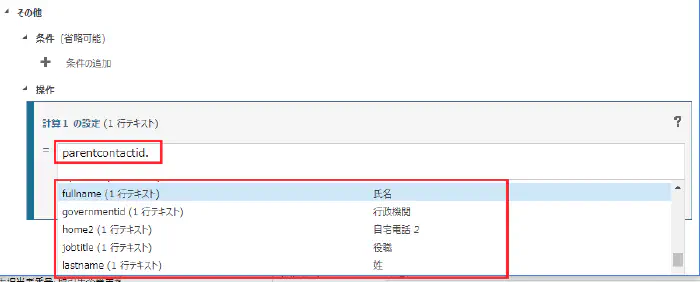 その他
条件 (省略可能)
条件の追加
操作
計算1 の設定 (1 行テキスト)
?
= parentcontactid.
fullname (1 行テキスト) 氏名
governmentid (1 行テキスト) 行政機関
home2 (1 行テキスト) 自宅電話 2
jobtitle (1 行テキスト) 役職
lastname (1 行テキスト) 姓